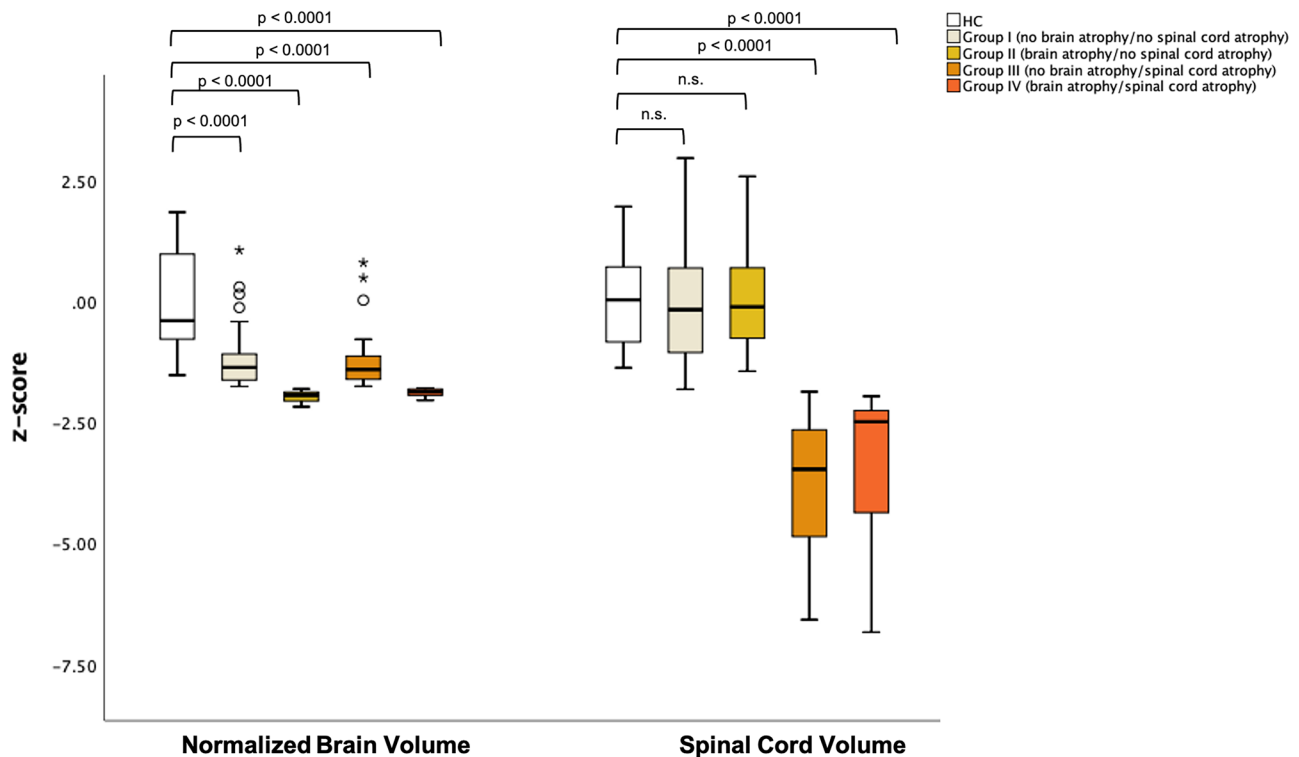 p < 0.0001
p < 0.0001
p < 0.0001
p < 0.0001
p < 0.0001
p < 0.0001
n.s.
n.s.
HC
Group I (no brain atrophy/no spinal cord atrophy)
Group II (brain atrophy/no spinal cord atrophy)
Group III (no brain atrophy/spinal cord atrophy)
Group IV (brain atrophy/spinal cord atrophy)
z-score
2.50
.00
-2.50
-5.00
-7.50
Normalized Brain Volume
Spinal Cord Volume